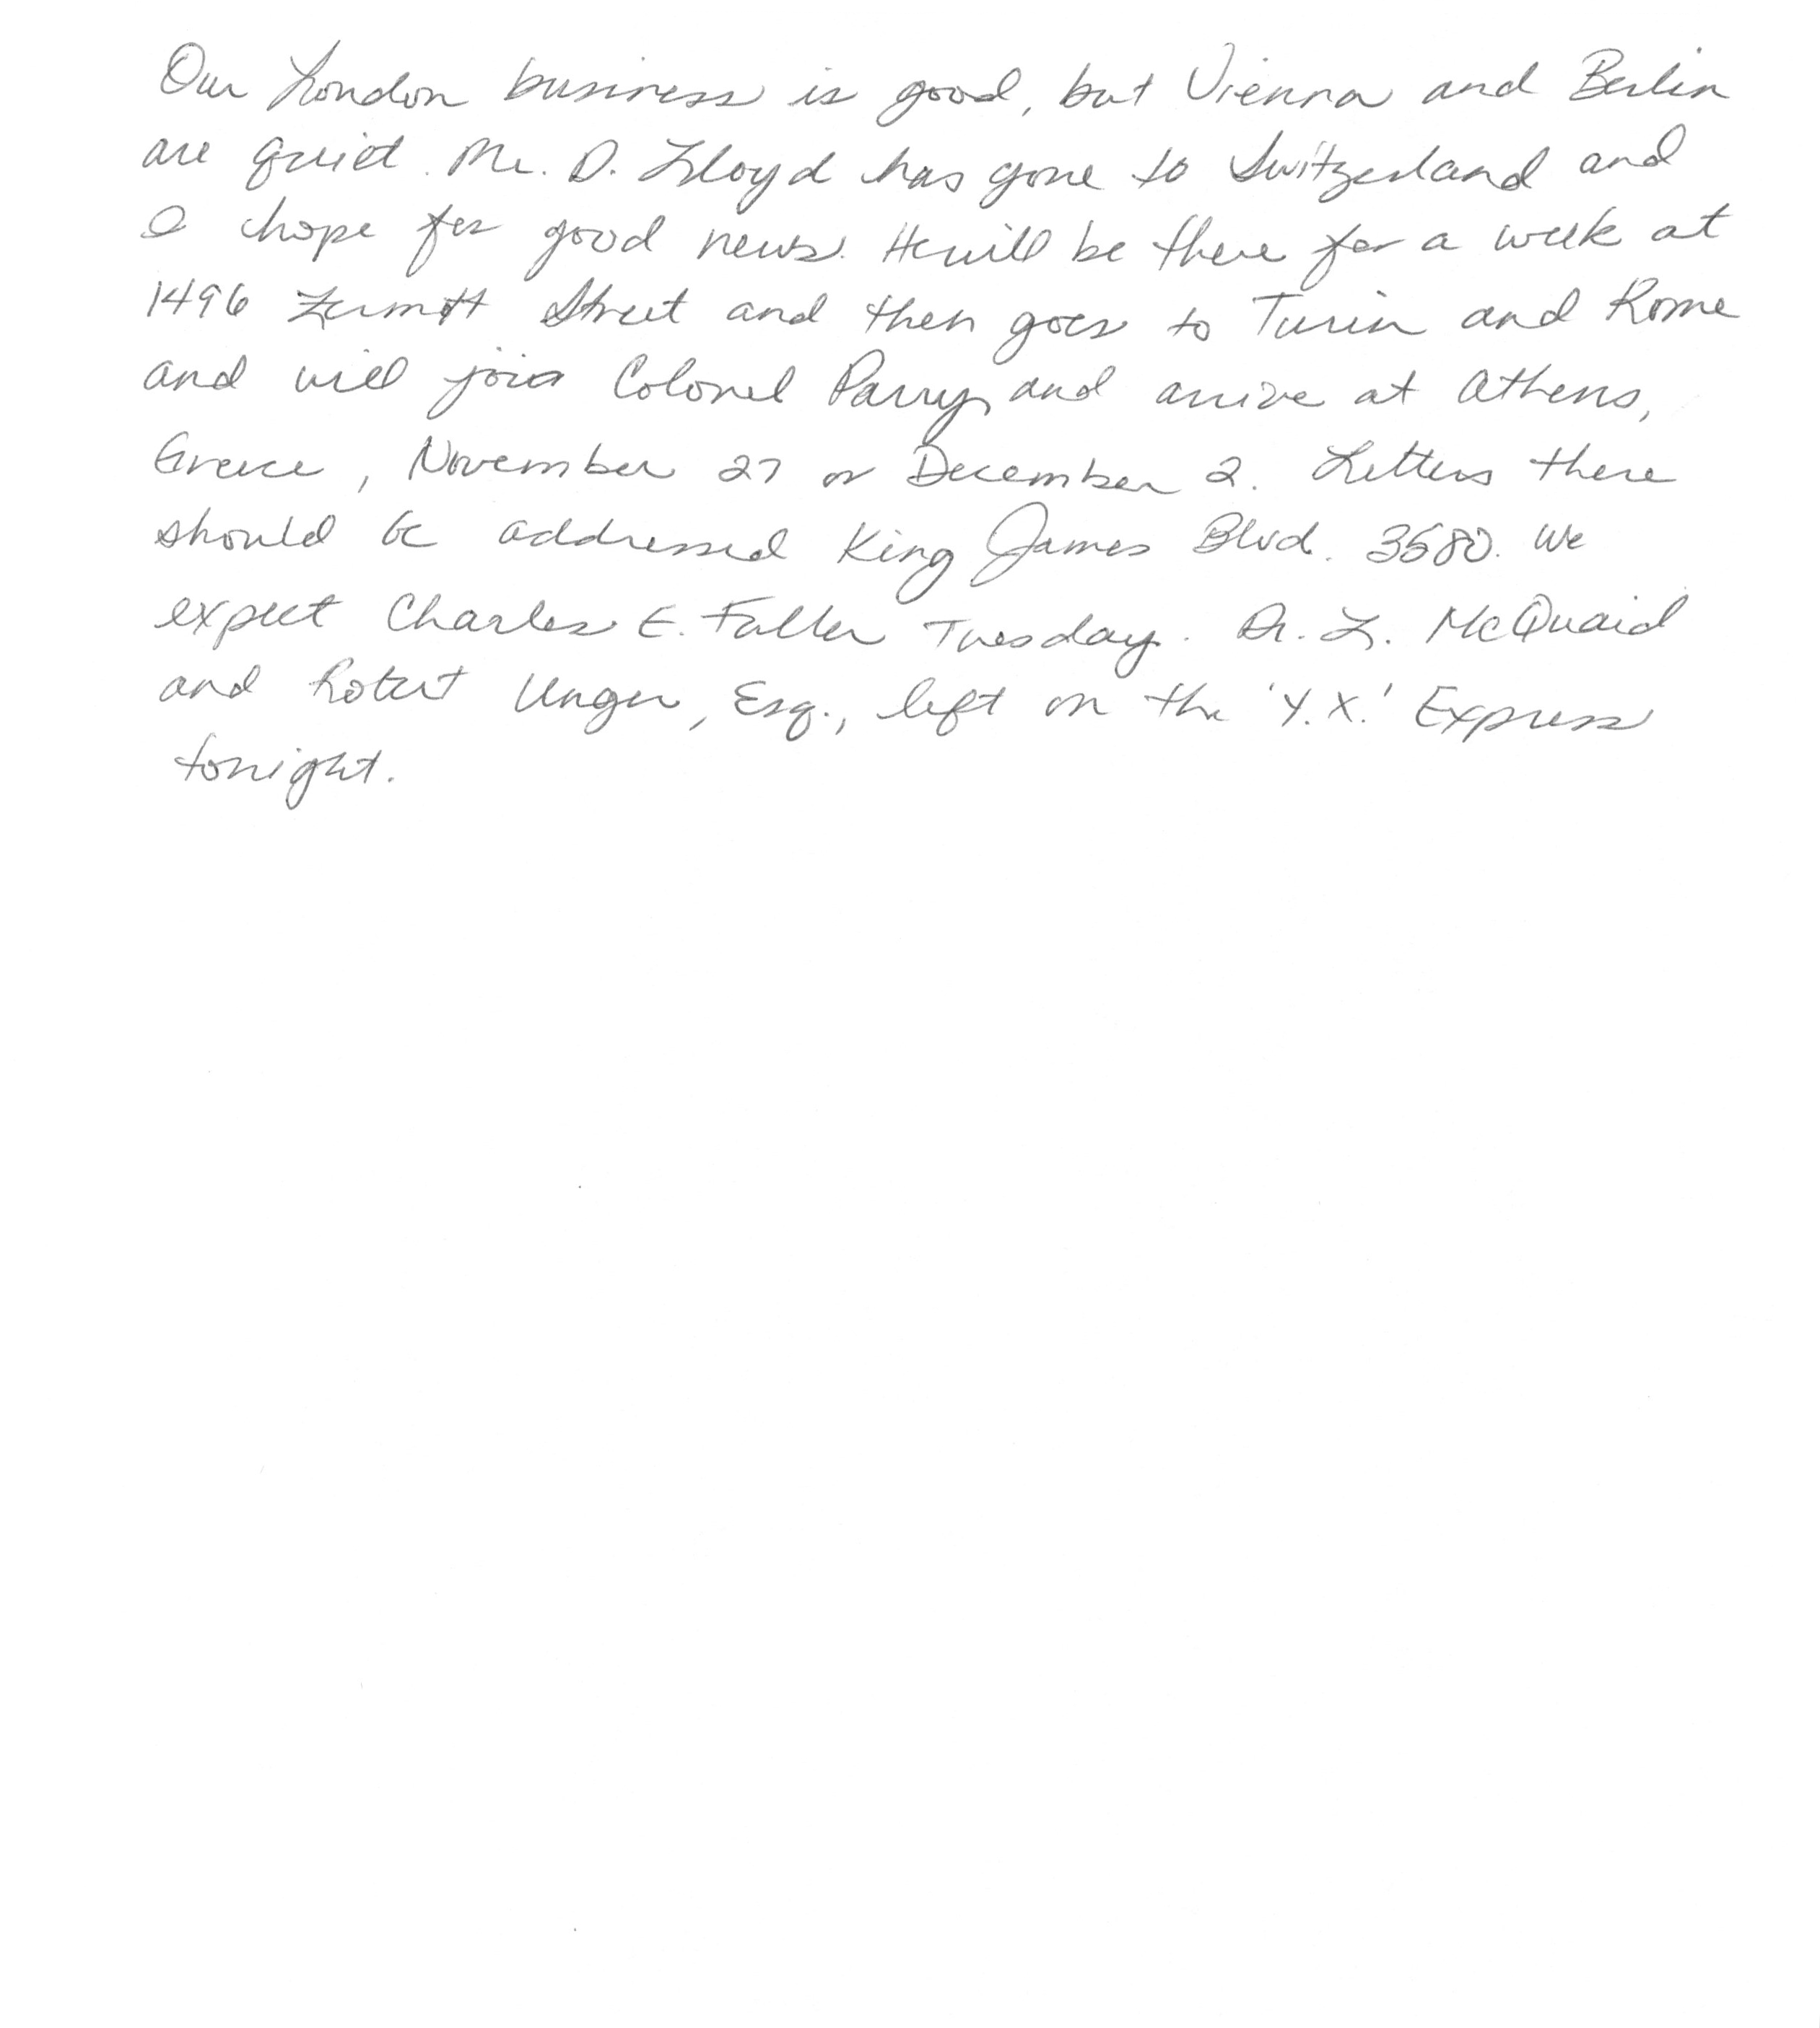 Our London business is good, but Vienna and Berlin
are quiet. Mr. D. Lloyd has gone to Switzerland and
I hope for good news. He will be there for a week at
1496 Zermott Street and then goes to Turin and Rome
and will join Colonel Parry and arrive at Athens,
Greece, November 27 or December 2. Letters there
should be addressed King James Blvd. 3580. We
expect Charles E. Fuller Tuesday. Dr. L. McQuaid
and Robert Unger, Esq., left on the 'Y.X.' Express
tonight.